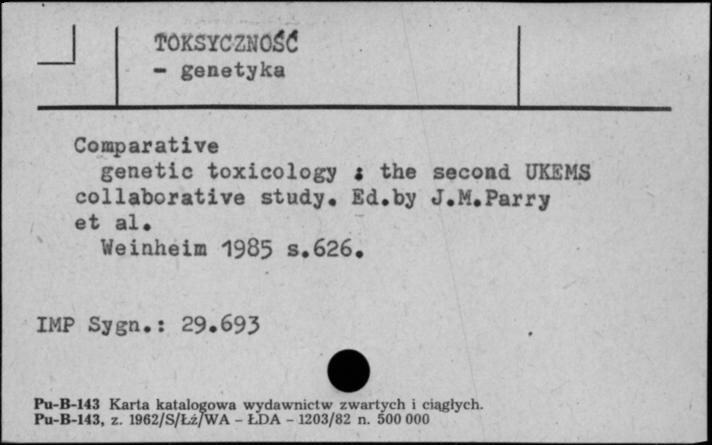 TOKSYCZNOŚĆ
- genetyka
Comparative
genetic toxicology : the second UKEMS
collaborative study. Ed.by J.M.Parry
et al.
Weinheim 1985 s.626.
IMP Sygn.: 29.693
Pu-B-143 Karta katalogowa wydawnictw zwartych i ciągłych.
Pu-B-143, z. 1962/S/Łź/WA - ŁDA - 1203/82 n. 500 000